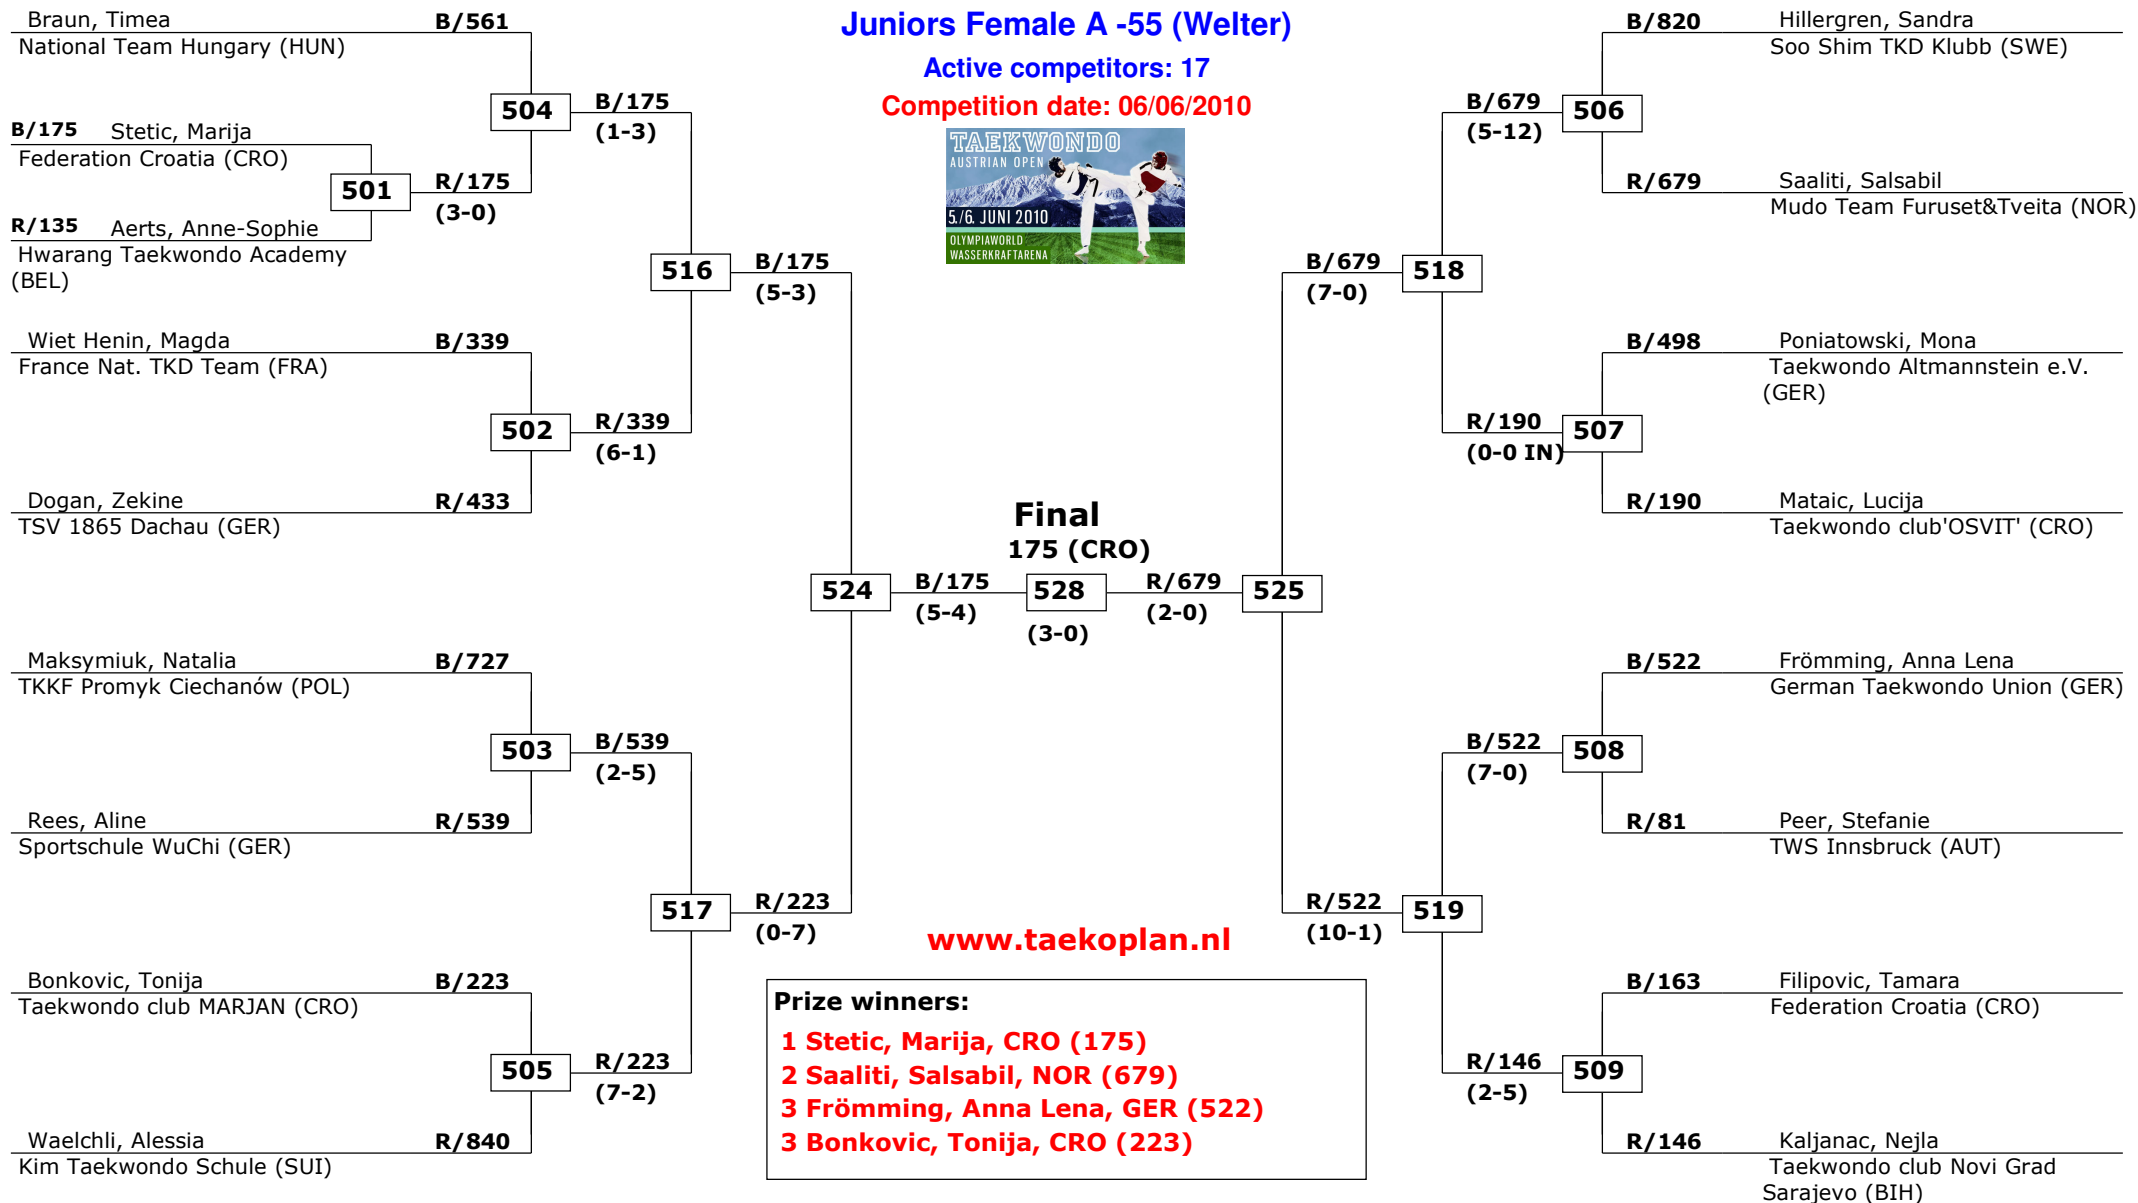 Juniors Female A -55 (Welter)
Active competitors: 17
Competition date: 06/06/2010
TAEKWONDO
AUSTRIAN OPEN
5./6. JUNI 2010
OLYMPIAWORLD
WASSERKRAFTARENA
Braun, Timea B/561
National Team Hungary (HUN)
504
B/175
(1-3)
B/175 Stetic, Marija
Federation Croatia (CRO)
501
R/175
(3-0)
R/135 Aerts, Anne-Sophie
Hwarang Taekwondo Academy
(BEL)
516
B/175
(5-3)
Wiet Henin, Magda B/339
France Nat. TKD Team (FRA)
502
R/339
(6-1)
Dogan, Zekine R/433
TSV 1865 Dachau (GER)
Final
175 (CRO)
524
B/175
(5-4)
528
(3-0)
R/679
(2-0)
525
Maksymiuk, Natalia B/727
TKKF Promyk Ciechanów (POL)
503
B/539
(2-5)
Rees, Aline R/539
Sportschule WuChi (GER)
517
R/223
(0-7)
Bonkovic, Tonija B/223
Taekwondo club MARJAN (CRO)
505
R/223
(7-2)
Waelchli, Alessia R/840
Kim Taekwondo Schule (SUI)
B/820 Hillergren, Sandra
Soo Shim TKD Klubb (SWE)
B/679
(5-12)
506
R/679 Saaliti, Salsabil
Mudo Team Furuset&Tveita (NOR)
B/679
(7-0)
518
B/498 Poniatowski, Mona
Taekwondo Altmannstein e.V.
(GER)
R/190
(0-0 IN)
507
R/190 Mataic, Lucija
Taekwondo club'OSVIT' (CRO)
B/522 Frömming, Anna Lena
German Taekwondo Union (GER)
B/522
(7-0)
508
R/81 Peer, Stefanie
TWS Innsbruck (AUT)
R/522
(10-1)
519
B/163 Filipovic, Tamara
Federation Croatia (CRO)
R/146
(2-5)
509
R/146 Kaljanac, Nejla
Taekwondo club Novi Grad
Sarajevo (BIH)
www.taekoplan.nl
Prize winners:
1 Stetic, Marija, CRO (175)
2 Saaliti, Salsabil, NOR (679)
3 Frömming, Anna Lena, GER (522)
3 Bonkovic, Tonija, CRO (223)